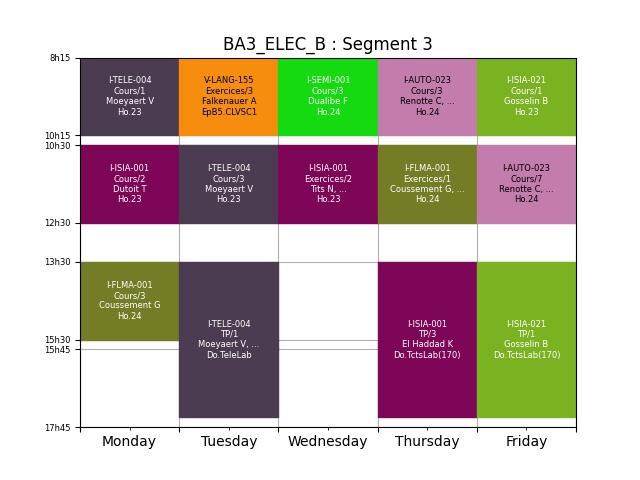 BA3_ELEC_B : Segment 3
8h15
I-TELE-004
Cours/1
Moeyaert V
Ho.23
V-LANG-155
Exercices/3
Falkenauer A
EpB5.CLVSC1
I-SEMI-001
Cours/3
Dualibe F
Ho.24
I-AUTO-023
Cours/3
Renotte C, ...
Ho.24
I-ISIA-021
Cours/1
Gosselin B
Ho.23
10h15
10h30
I-ISIA-001
Cours/2
Dutoit T
Ho.23
I-TELE-004
Cours/3
Moeyaert V
Ho.23
I-ISIA-001
Exercices/2
Tits N, ...
Ho.23
I-FLMA-001
Exercices/1
Coussement G, ...
Ho.24
I-AUTO-023
Cours/7
Renotte C, ...
Ho.24
12h30
13h30
I-FLMA-001
Cours/3
Coussement G
Ho.24
I-TELE-004
TP/1
Moeyaert V, ...
Do.TeleLab
I-ISIA-001
TP/3
El Haddad K
Do.TctsLab(170)
I-ISIA-021
TP/1
Gosselin B
Do.TctsLab(170)
15h30
15h45
17h45
Monday
Tuesday
Wednesday
Thursday
Friday